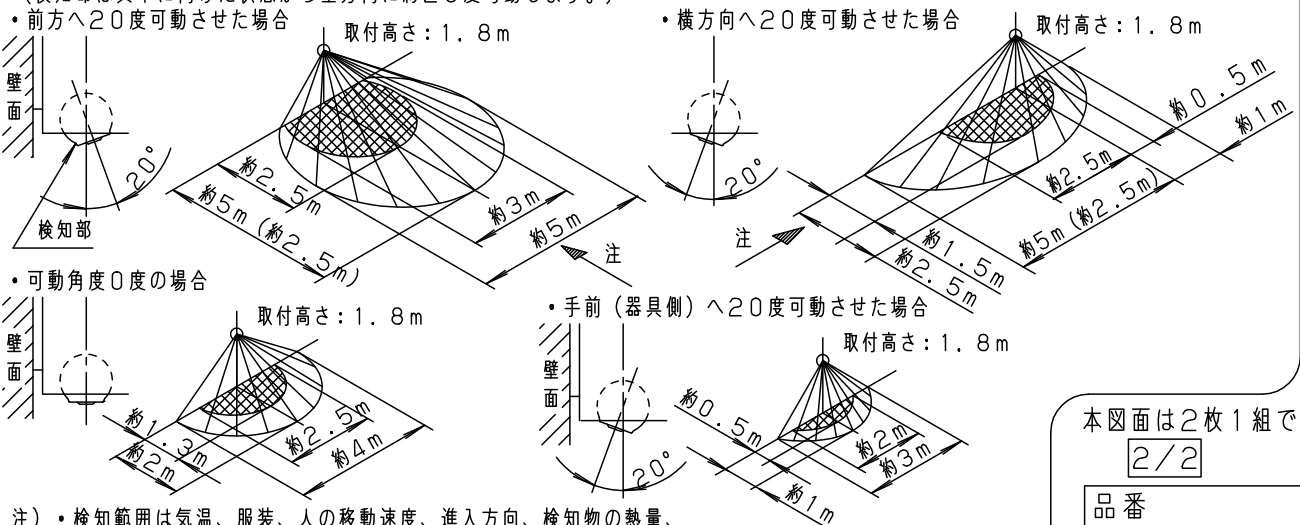 ・前方へ20度可動させた場合
取付高さ:1.8m
壁面
20°
検知部
約2.5m
約5m(約2.5m)
約3m
約5m
注
・横方向へ20度可動させた場合
取付高さ:1.8m
20°
約0.5m
約1m
約2.5m
約5m(約2.5m)
注
約1.5m
約2.5m
・可動角度0度の場合
取付高さ:1.8m
壁面
約1.3m
約2m
約2.5m
約4m
・手前(器具側)へ20度可動させた場合
取付高さ:1.8m
壁面
20°
約0.5m
約1m
約2m
約3m
本図面は2枚1組で
2/2
品番
注)・検知範囲は気温、服装、人の移動速度、進入方向、検知物の熱量、